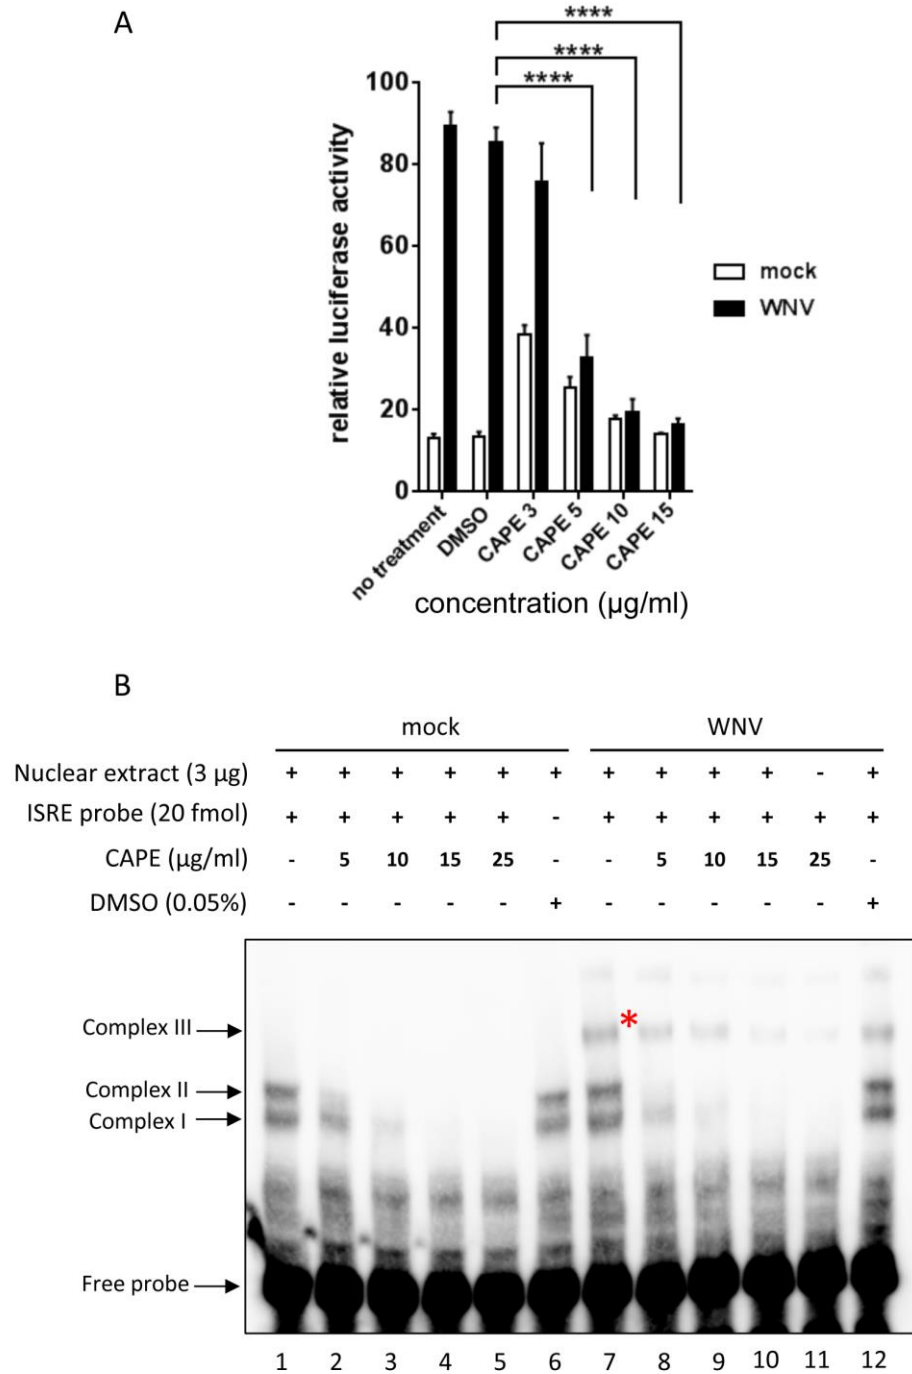 A
****
****
****
100
80
60
40
20
0
relative luciferase activity
mock
WNV
no treatment
DMSO
CAPE 3
CAPE 5
CAPE 10
CAPE 15
concentration (µg/ml)
B
mock WNV
Nuclear extract (3 µg) + + + + + + + + + + - +
ISRE probe (20 fmol) + + + + + - + + + + + +
CAPE (µg/ml) - 5 10 15 25 - - 5 10 15 25 -
DMSO (0.05%) - - - - - + - - - - - +
Complex III
*
Complex II
Complex I
Free probe
1 2 3 4 5 6 7 8 9 10 11 12